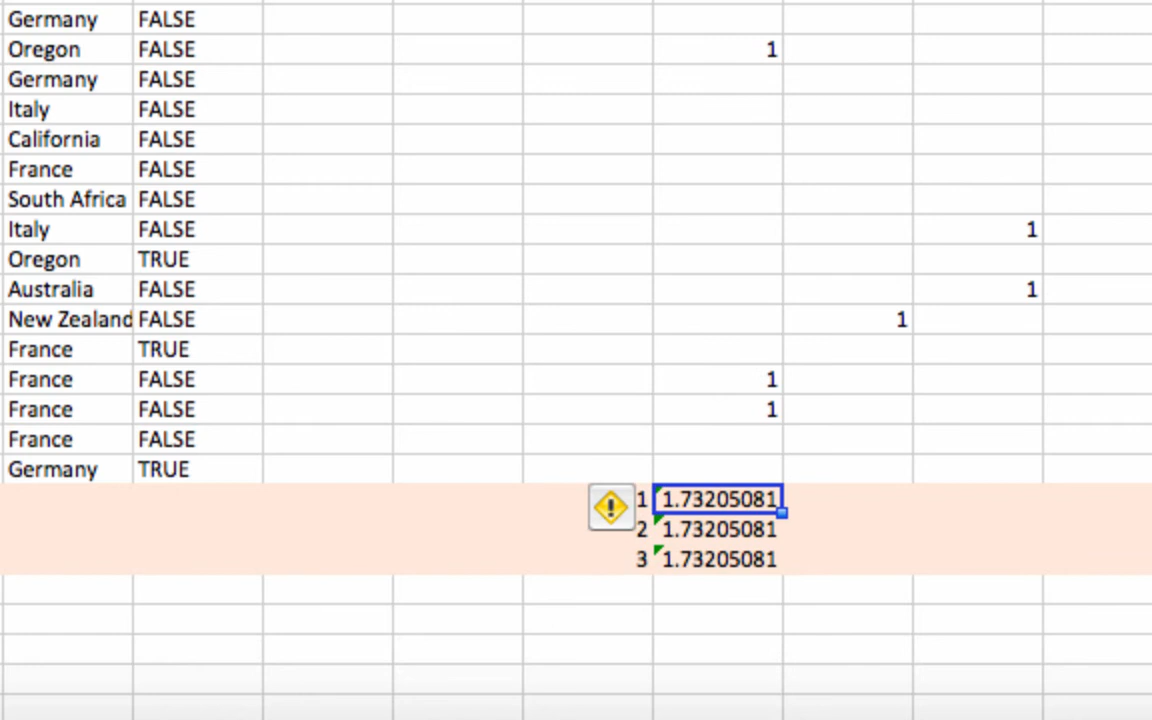 Germany FALSE
Oregon FALSE 1
Germany FALSE
Italy FALSE
California FALSE
France FALSE
South Africa FALSE
Italy FALSE 1
Oregon TRUE
Australia FALSE 1
New Zealand FALSE 1
France TRUE
France FALSE 1
France FALSE 1
France FALSE
Germany TRUE
1 1.73205081
2 1.73205081
3 1.73205081